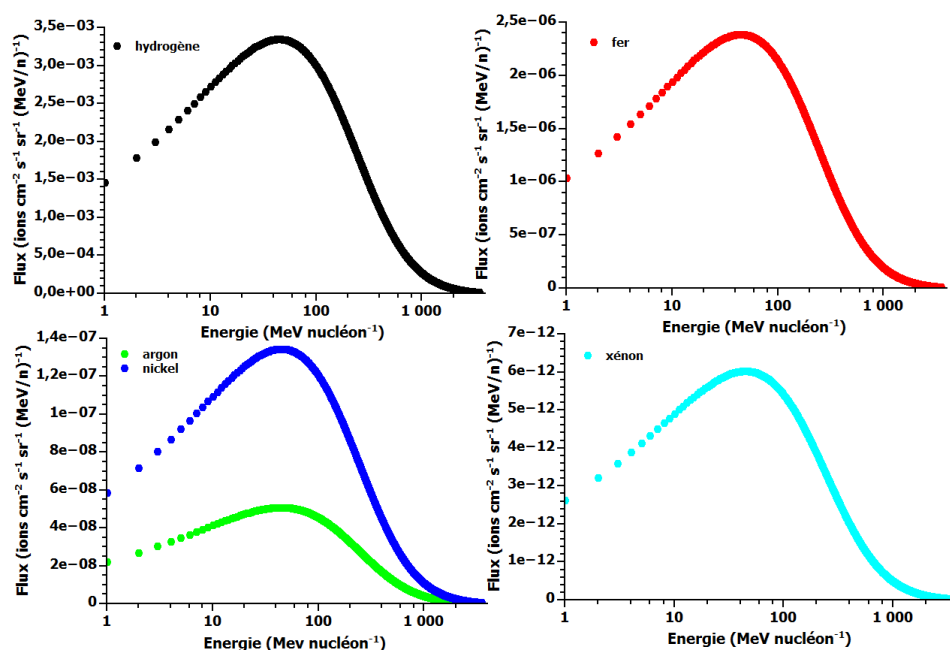 Flux (ions cm⁻² s⁻¹ sr⁻¹ (MeV/n)⁻¹)
3,5e−03
3,0e−03
3,5e−03
2,0e−03
1,5e−03
1,0e−03
5,0e−04
0,0e+00
hydrogène
1 10 100 1 000
Energie (MeV nucléon⁻¹)
Flux (ions cm⁻² s⁻¹ sr⁻¹ (MeV/n)⁻¹)
2,5e−06
2e−06
1,5e−06
1e−06
5e−07
0
fer
1 10 100 1 000
Energie (MeV nucléon⁻¹)
Flux (ions cm⁻² s⁻¹ sr⁻¹ (MeV/n)⁻¹)
1,4e−07
1,2e−07
1e−07
8e−08
6e−08
4e−08
2e−08
0
argon
nickel
1 10 100 1 000
Energie (Mev nucléon⁻¹)
Flux (ions cm⁻² s⁻¹ sr⁻¹ (MeV/n)⁻¹)
7e−12
6e−12
5e−12
4e−12
3e−12
2e−12
1e−12
0
xénon
1 10 100 1 000
Energie (MeV nucléon⁻¹)